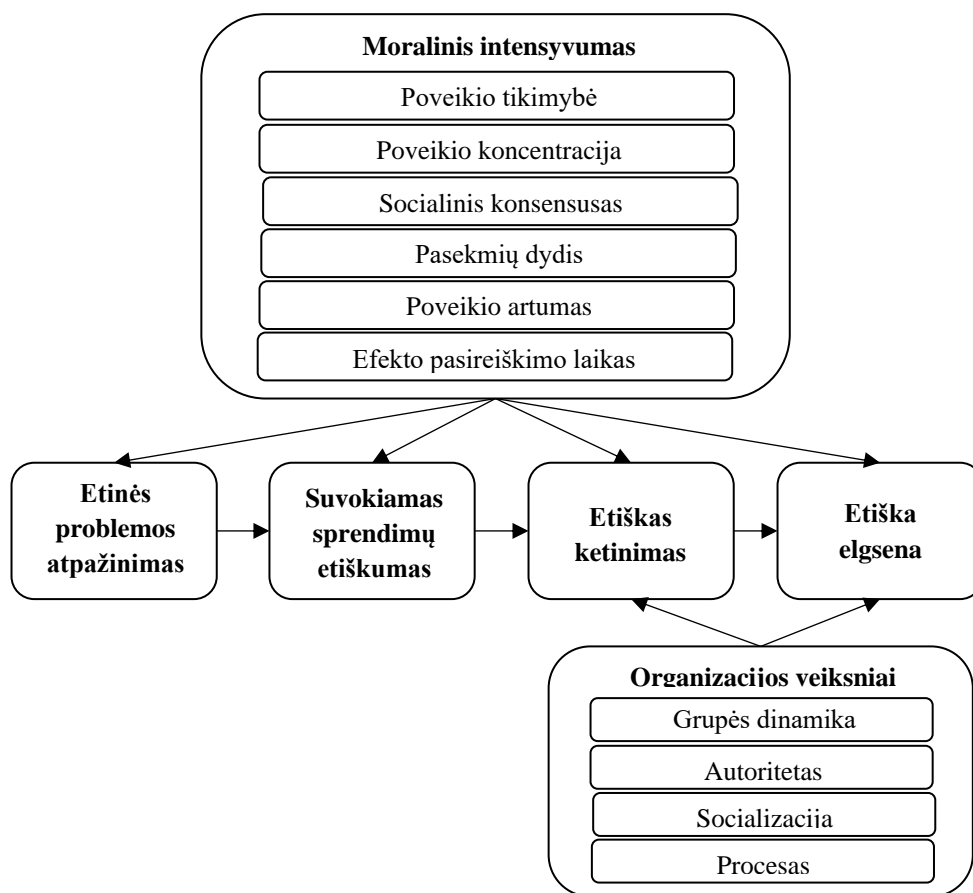 Moralinis intensyvumas
Poveikio tikimybė
Poveikio koncentracija
Socialinis konsensusas
Pasekmių dydis
Poveikio artumas
Efekto pasireiškimo laikas
Etinės
problemos
atpažinimas
Suvokiamas
sprendimų
etiškumas
Etiškas
ketinimas
Etiška
elgsena
Organizacijos veiksniai
Grupės dinamika
Autoritetas
Socializacija
Procesas